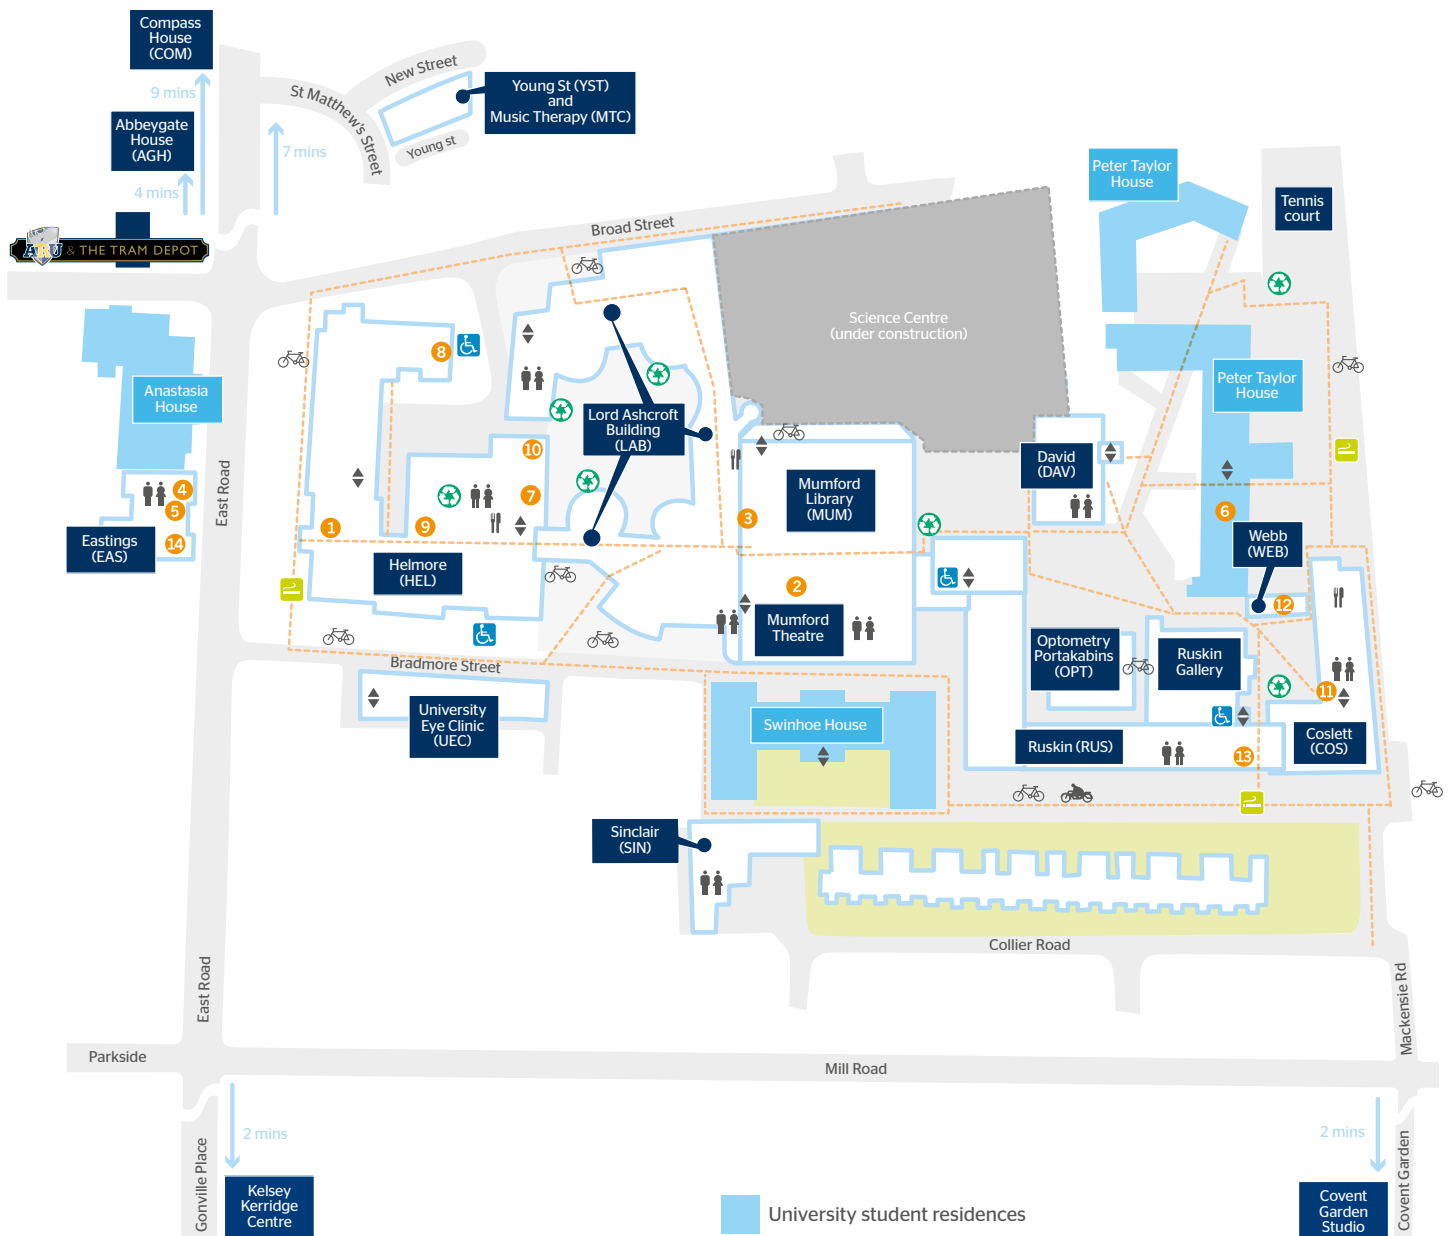 Compass
House
(COM)
9 mins
Abbeygate
House
(AGH)
4 mins
7 mins
ARU & THE TRAM DEPOT
New Street
St Matthew's Street
Young st
Young St (YST)
and
Music Therapy (MTC)
Broad Street
Science Centre
(under construction)
Peter Taylor
House
Tennis
court
Anastasia
House
8
Lord Ashcroft
Building
(LAB)
Peter Taylor
House
10
David
(DAV)
4
5
14
Eastings
(EAS)
East Road
1
9
7
3
Mumford
Library
(MUM)
6
Webb
(WEB)
12
Helmore
(HEL)
2
Mumford
Theatre
Optometry
Portakabins
(OPT)
Ruskin
Gallery
11
Bradmore Street
University
Eye Clinic
(UEC)
Swinhoe House
Ruskin (RUS)
13
Coslett
(COS)
Sinclair
(SIN)
Collier Road
East Road
Mackensie Rd
Parkside
Mill Road
2 mins
Gonville Place
Kelsey
Kerridge
Centre
2 mins
Covent Garden
Covent
Garden
Studio
University student residences